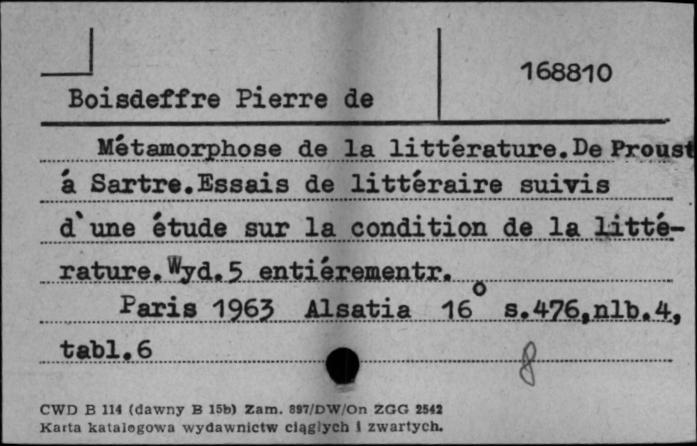 168810
Boisdeffre Pierre de
Métamorphose de la littérature.De Proust
á Sartre.Essais de littéraire suivis
d`une étude sur la condition de la litté-
rature.Wyd.5 entiérementr.
Paris 1963 Alsatia 16o s.476,nlb.4,
tabl.6
8
CWD B 114 (dawny B 15b) Zam. 897/DW/On ZGG 2542
Karta katalogowa wydawnictw ciągłych i zwartych.